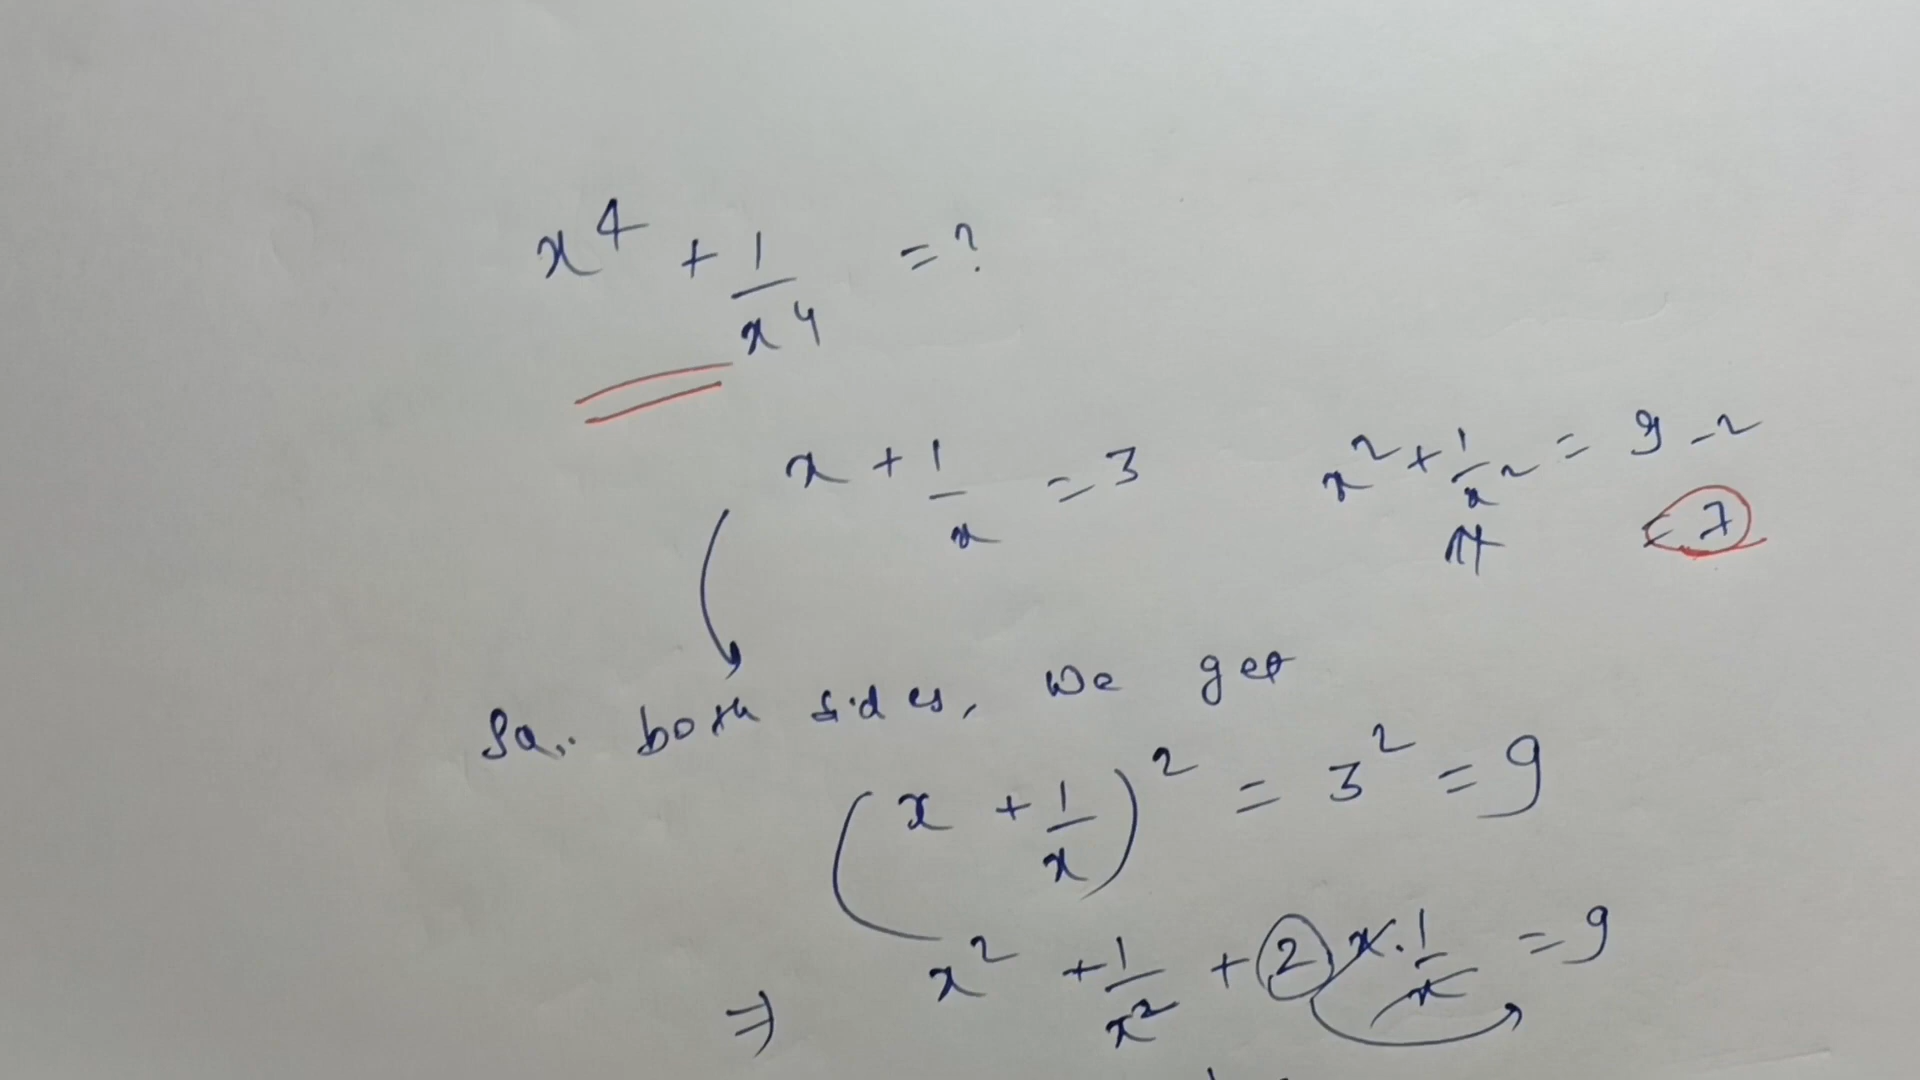 x⁴ + 1/x⁴ = ?
x + 1/x = 3
x² + 1/x² = 9 - 2
= 7
Sq. both sides, we get
(x + 1/x)² = 3² = 9
⇒ x² + 1/x² + 2 x . 1/x = 9